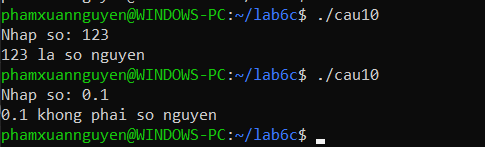 phamxuannguyen@WINDOWS-PC:~/lab6c$ ./cau10
Nhap so: 123
123 la so nguyen
phamxuannguyen@WINDOWS-PC:~/lab6c$ ./cau10
Nhap so: 0.1
0.1 khong phai so nguyen
phamxuannguyen@WINDOWS-PC:~/lab6c$